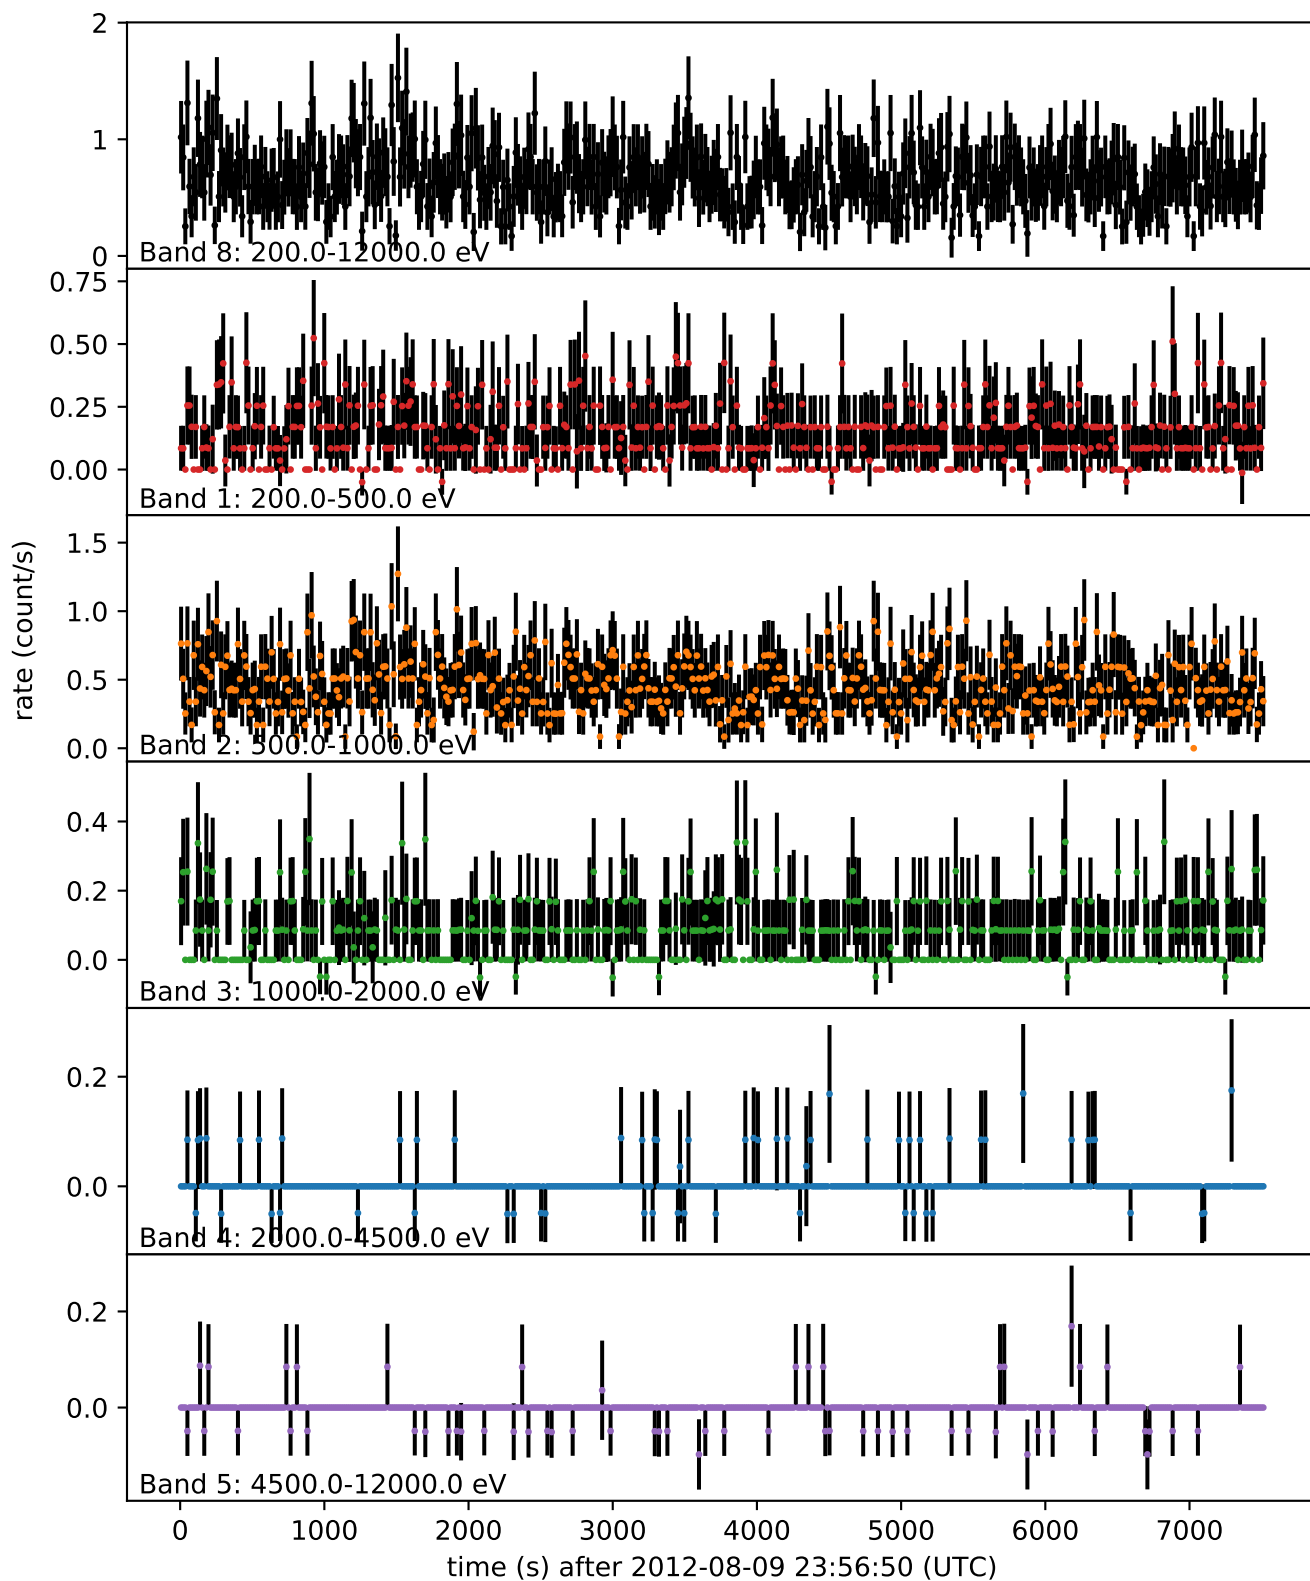 2
1
0
Band 8: 200.0-12000.0 eV
0.75
0.50
0.25
0.00
Band 1: 200.0-500.0 eV
rate (count/s)
1.5
1.0
0.5
0.0
Band 2: 500.0-1000.0 eV
0.4
0.2
0.0
Band 3: 1000.0-2000.0 eV
0.2
0.0
Band 4: 2000.0-4500.0 eV
0.2
0.0
Band 5: 4500.0-12000.0 eV
0 1000 2000 3000 4000 5000 6000 7000
time (s) after 2012-08-09 23:56:50 (UTC)